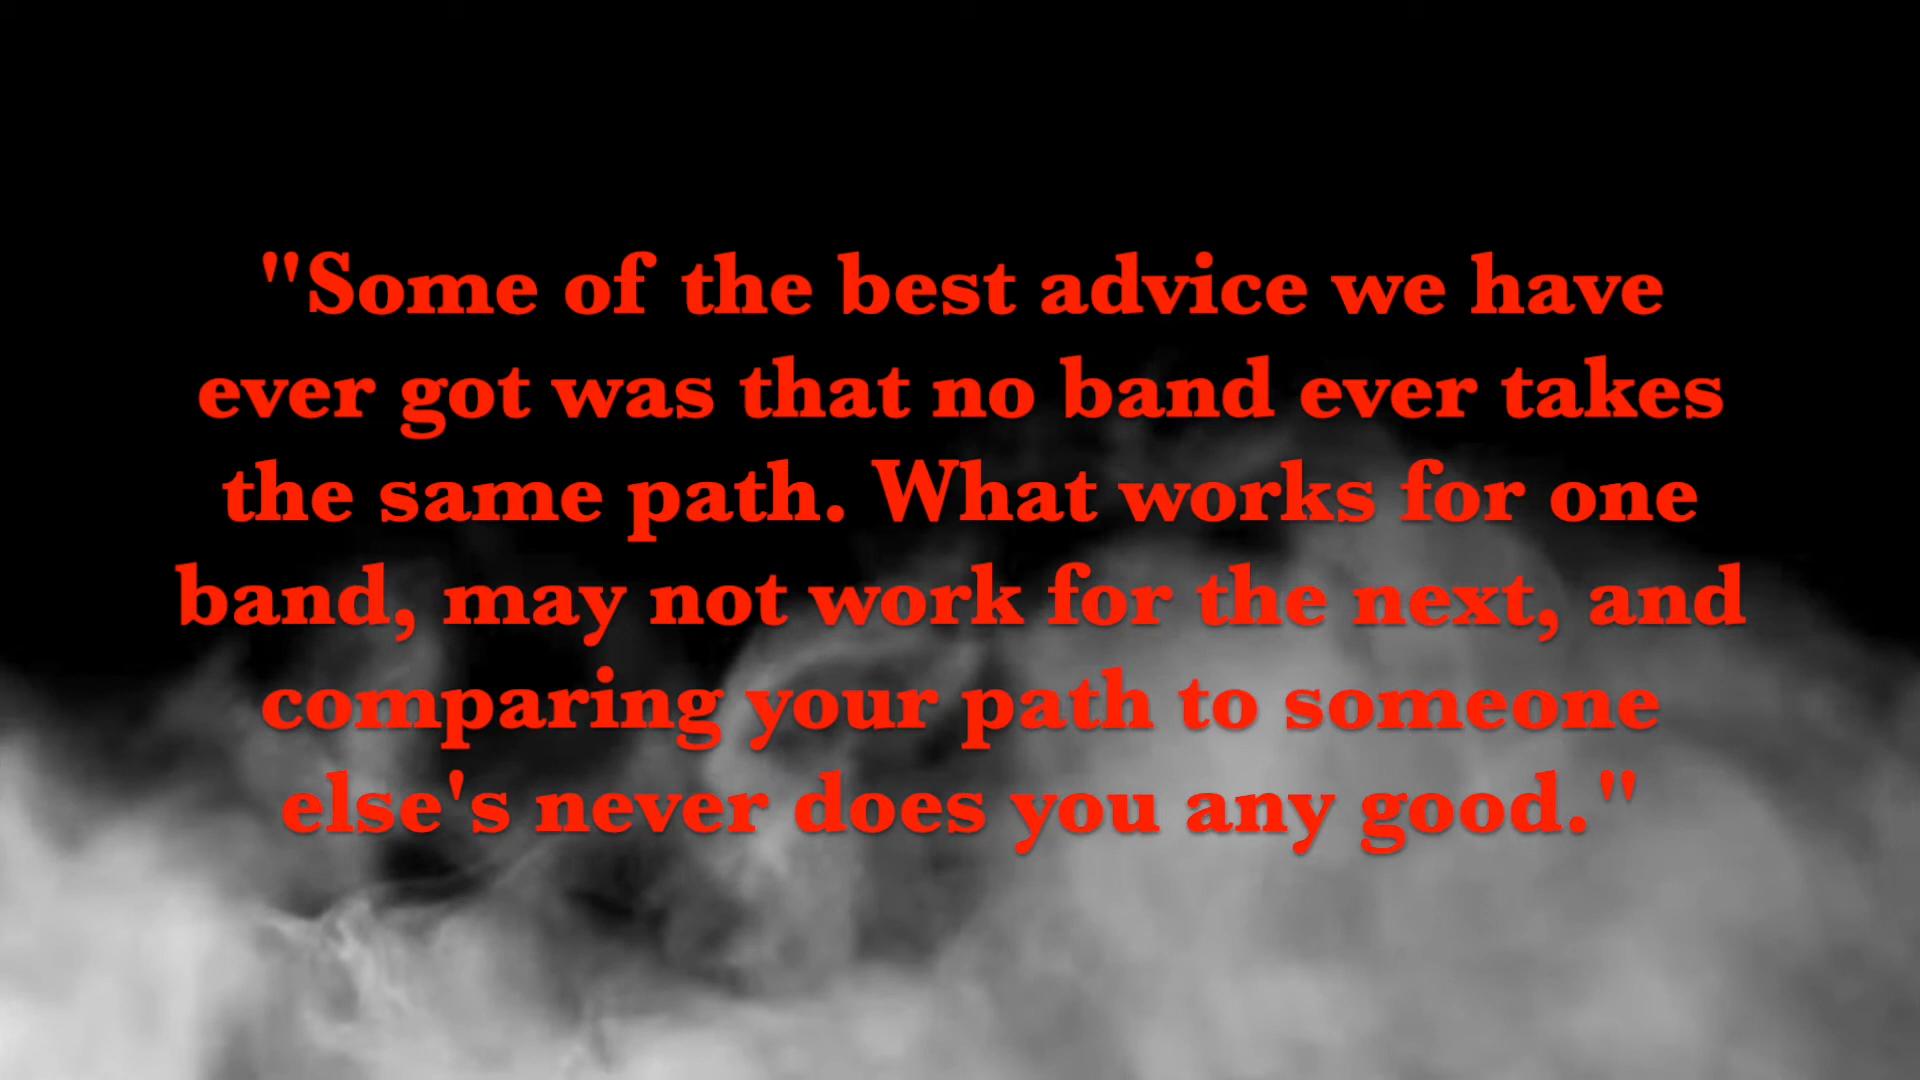 "Some of the best advice we have
ever got was that no band ever takes
the same path. What works for one
band, may not work for the next, and
comparing your path to someone
else's never does you any good."